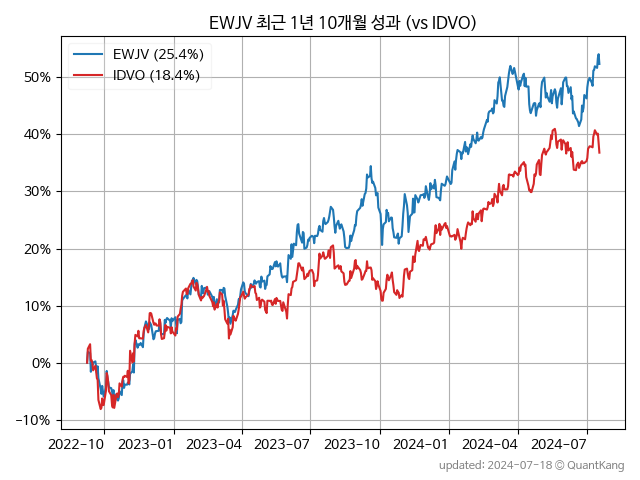 EWJV 최근 1년 10개월 성과 (vs IDVO)
EWJV (25.4%)
IDVO (18.4%)
50%
40%
30%
20%
10%
0%
−10%
2022-10 2023-01 2023-04 2023-07 2023-10 2024-01 2024-04 2024-07
updated: 2024-07-18 © QuantKang